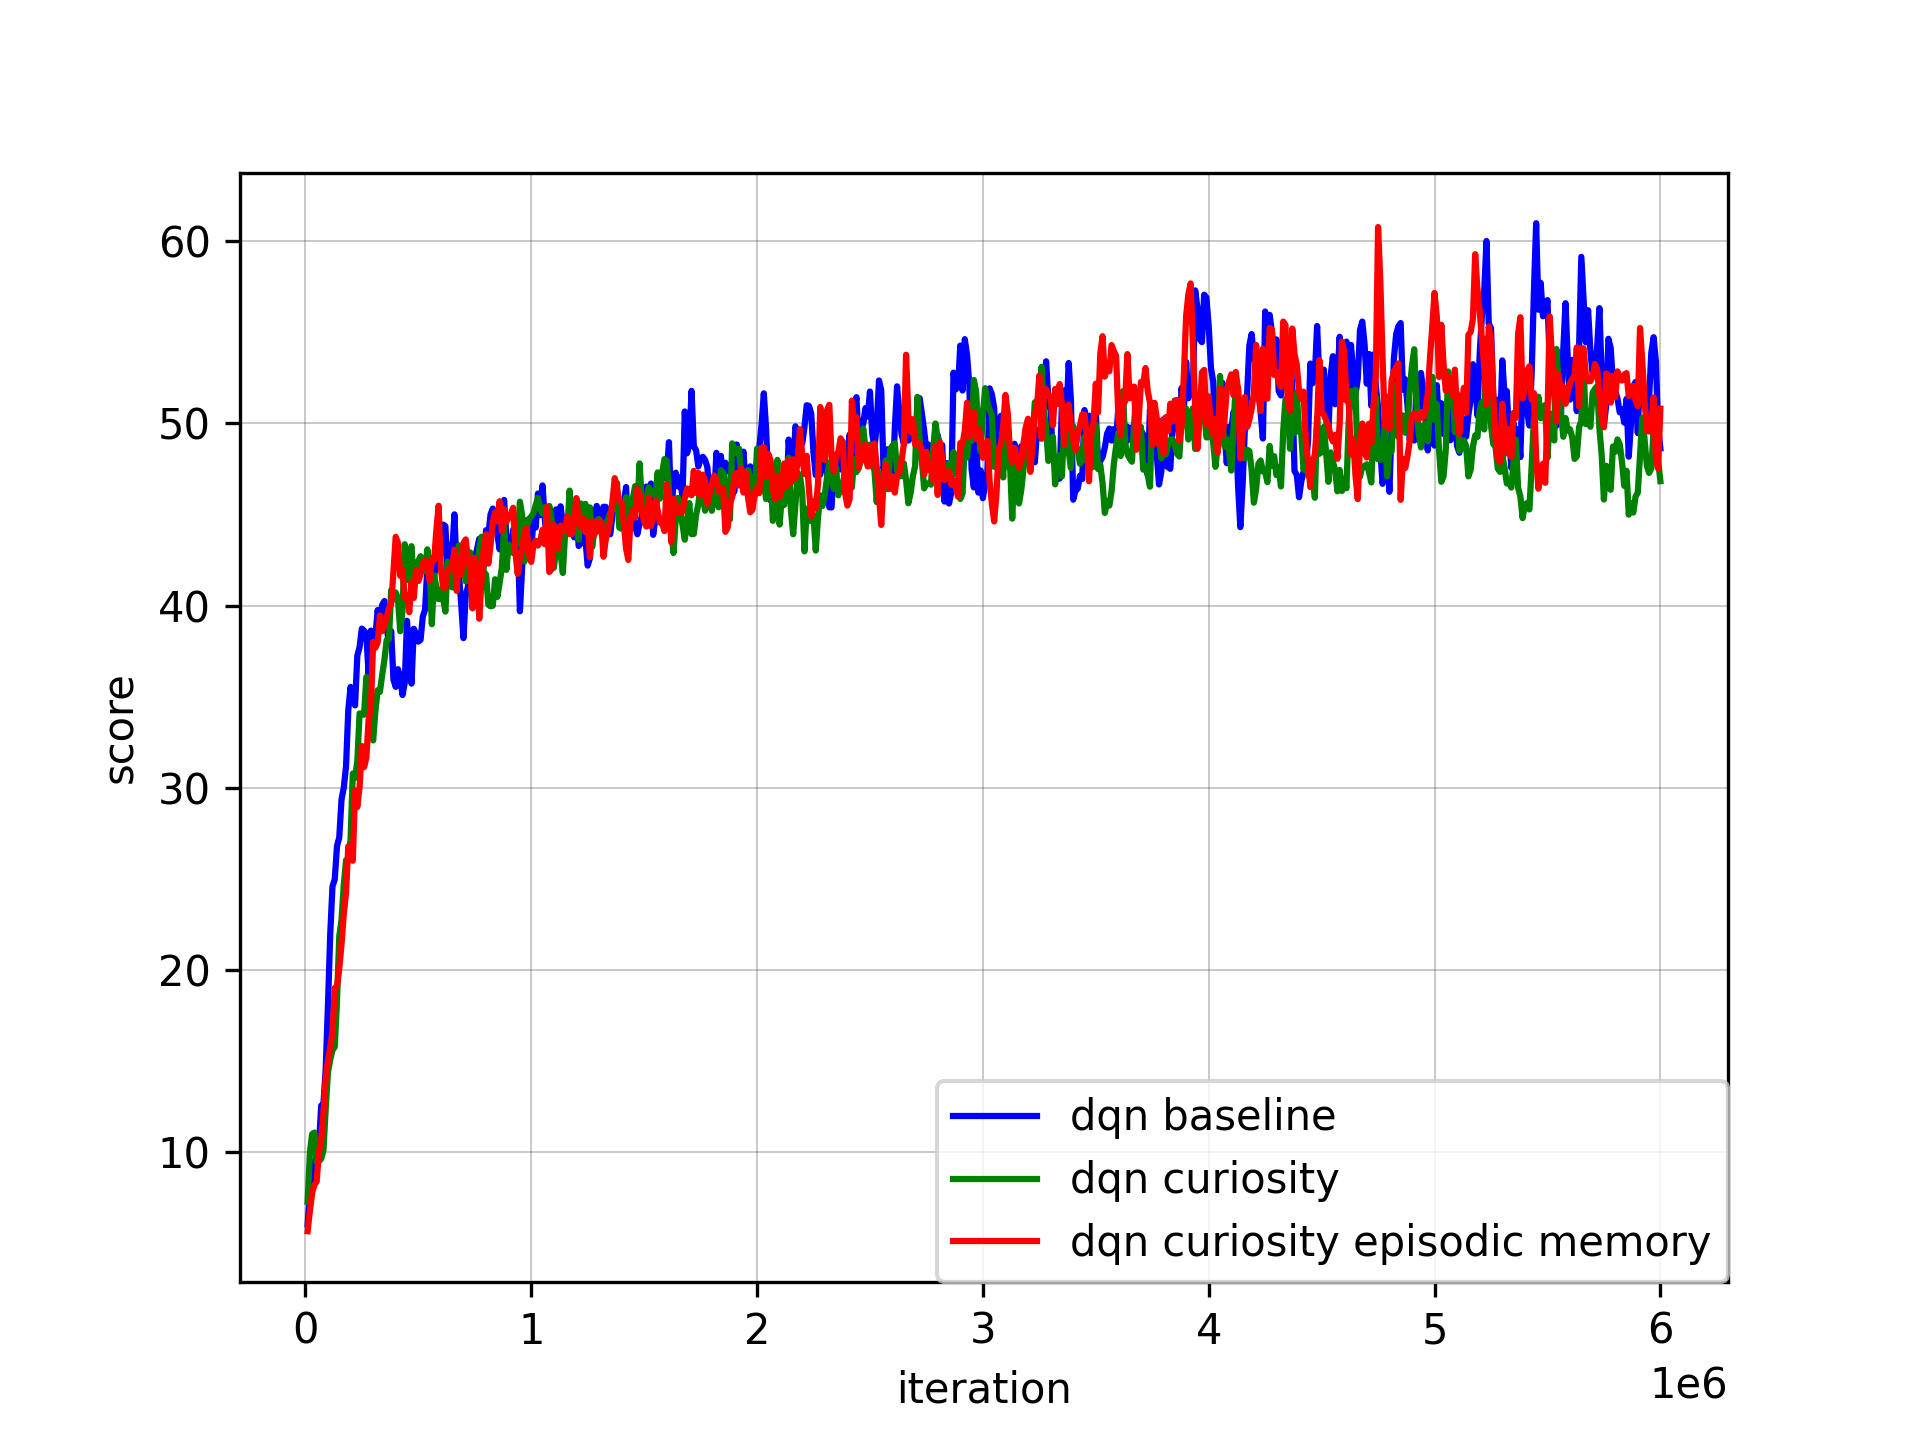 60
50
40
30
20
10
score
0 1 2 3 4 5 6
1e6
iteration
dqn baseline
dqn curiosity
dqn curiosity episodic memory